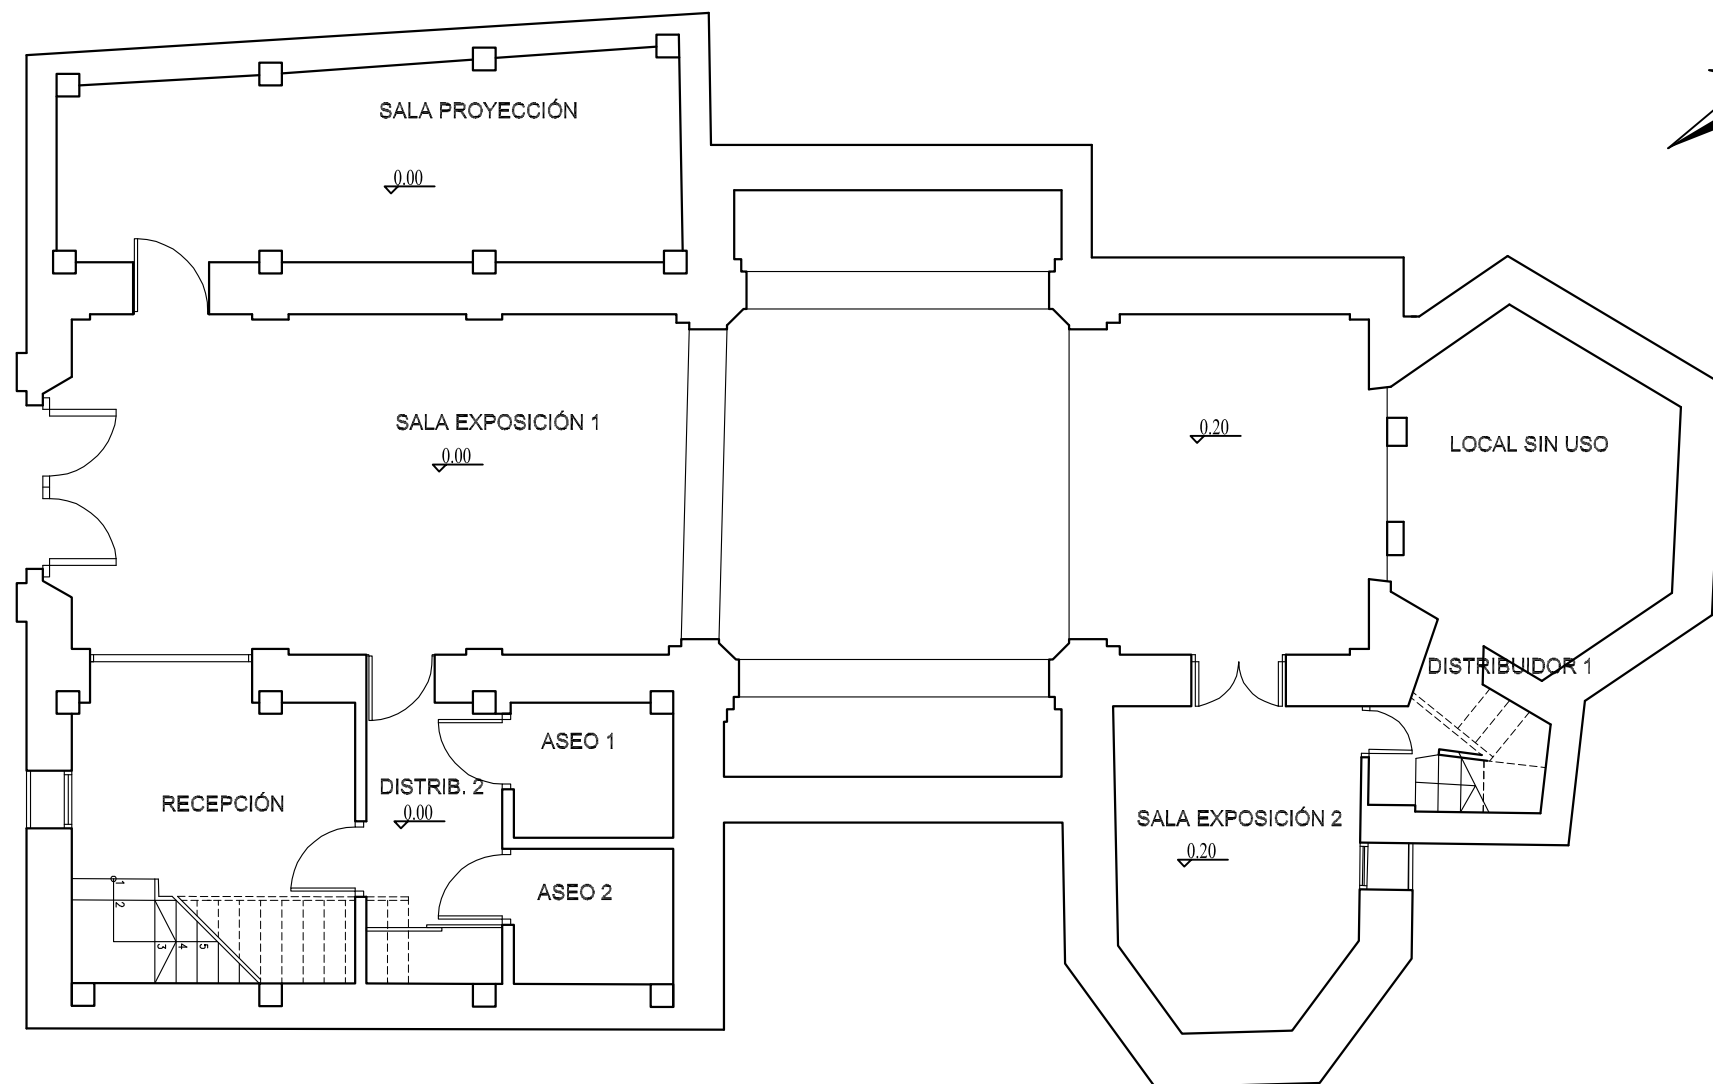 SALA PROYECCIÓN
0.00
SALA EXPOSICIÓN 1
0.00
0.20
LOCAL SIN USO
DISTRIBUIDOR 1
ASEO 1
DISTRIB. 2
0.00
RECEPCIÓN
SALA EXPOSICIÓN 2
0.20
ASEO 2
1
2
3
4
5